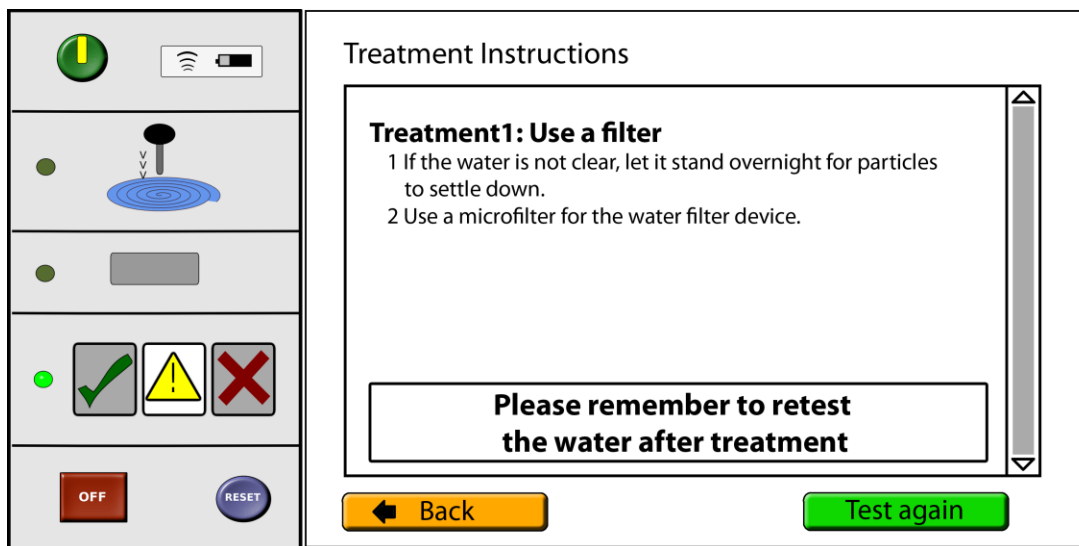 Treatment Instructions
Treatment1: Use a filter
1 If the water is not clear, let it stand overnight for particles
to settle down.
2 Use a microfilter for the water filter device.
Please remember to retest
the water after treatment
OFF
RESET
Back
Test again